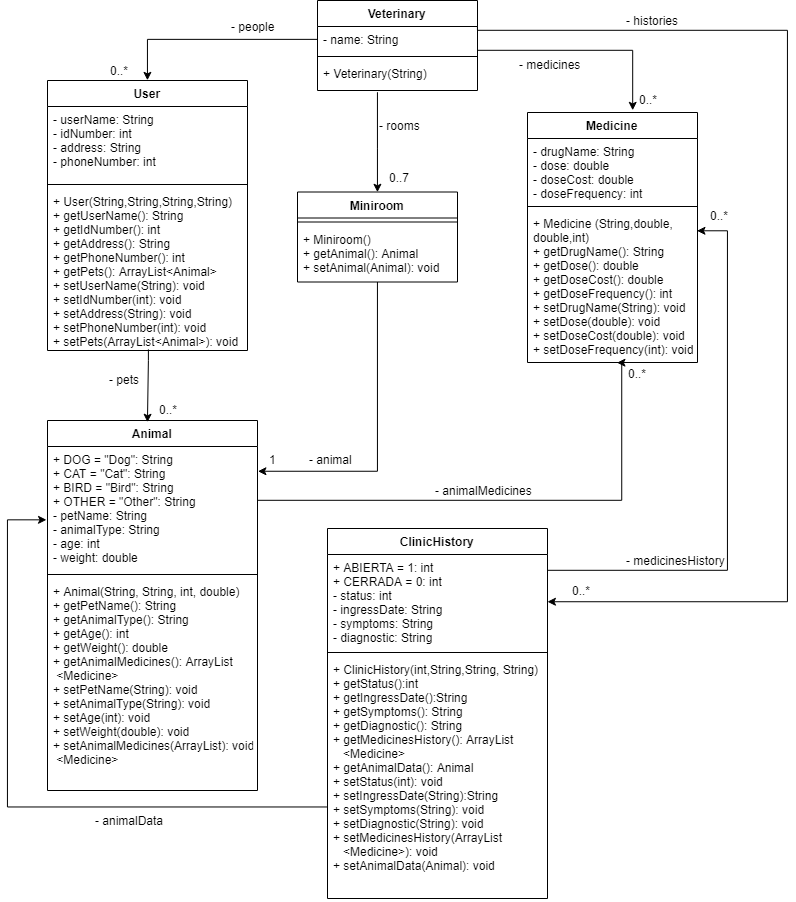 Veterinary
- name: String
+ Veterinary(String)
- people
- histories
- medicines
- rooms
0..*
0..*
0..7
User
- userName: String
- idNumber: int
- address: String
- phoneNumber: int
+ User(String,String,String,String)
+ getUserName(): String
+ getIdNumber(): int
+ getAddress(): String
+ getPhoneNumber(): int
+ getPets(): ArrayList<Animal>
+ setUserName(String): void
+ setIdNumber(int): void
+ setAddress(String): void
+ setPhoneNumber(int): void
+ setPets(ArrayList<Animal>): void
Miniroom
+ Miniroom()
+ getAnimal(): Animal
+ setAnimal(Animal): void
Medicine
- drugName: String
- dose: double
- doseCost: double
- doseFrequency: int
+ Medicine (String,double,
double,int)
+ getDrugName(): String
+ getDose(): double
+ getDoseCost(): double
+ getDoseFrequency(): int
+ setDrugName(String): void
+ setDose(double): void
+ setDoseCost(double): void
+ setDoseFrequency(int): void
0..*
0..*
- pets
0..*
1
- animal
- animalMedicines
Animal
+ DOG = "Dog": String
+ CAT = "Cat": String
+ BIRD = "Bird": String
+ OTHER = "Other": String
- petName: String
- animalType: String
- age: int
- weight: double
+ Animal(String, String, int, double)
+ getPetName(): String
+ getAnimalType(): String
+ getAge(): int
+ getWeight(): double
+ getAnimalMedicines(): ArrayList
<Medicine>
+ setPetName(String): void
+ setAnimalType(String): void
+ setAge(int): void
+ setWeight(double): void
+ setAnimalMedicines(ArrayList): void
<Medicine>
- animalData
ClinicHistory
+ ABIERTA = 1: int
+ CERRADA = 0: int
- status: int
- ingressDate: String
- symptoms: String
- diagnostic: String
+ ClinicHistory(int,String,String, String)
+ getStatus():int
+ getIngressDate():String
+ getSymptoms(): String
+ getDiagnostic(): String
+ getMedicinesHistory(): ArrayList
<Medicine>
+ getAnimalData(): Animal
+ setStatus(int): void
+ setIngressDate(String):String
+ setSymptoms(String): void
+ setDiagnostic(String): void
+ setMedicinesHistory(ArrayList
<Medicine>): void
+ setAnimalData(Animal): void
- medicinesHistory
0..*